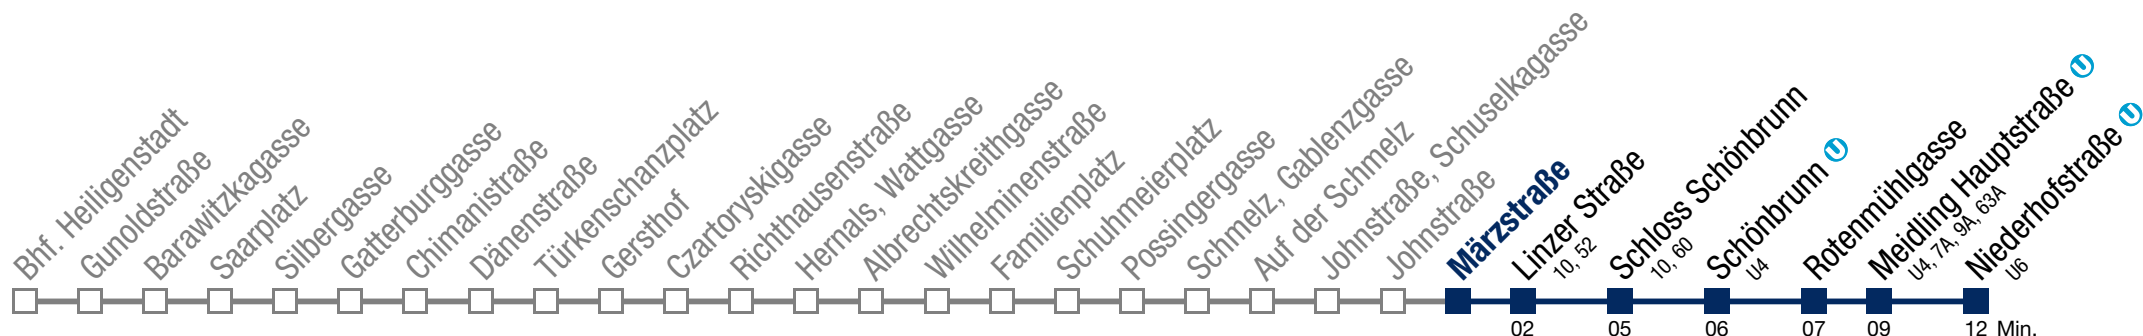 Bhf. Heiligenstadt
Gunoldstraße
Barawitzkagasse
Saarplatz
Silbergasse
Gatterburggasse
Chimanistraße
Dänenstraße
Türkenschanzplatz
Gersthof
Czartoryskigasse
Richthausenstraße
Hernals, Wattgasse
Albrechtskreithgasse
Wilhelminenstraße
Familienplatz
Schuhmeierplatz
Possingergasse
Schmelz, Gablenzgasse
Auf der Schmelz
Johnstraße, Schuselkagasse
Johnstraße
Märzstraße
Linzer Straße
10, 52
Schloss Schönbrunn
10, 60
Schönbrunn U
U4
Rotenmühlgasse
Meidling Hauptstraße U
U4, 7A, 9A, 63A
Niederhofstraße U
U6
02 05 06 07 09 12 Min.